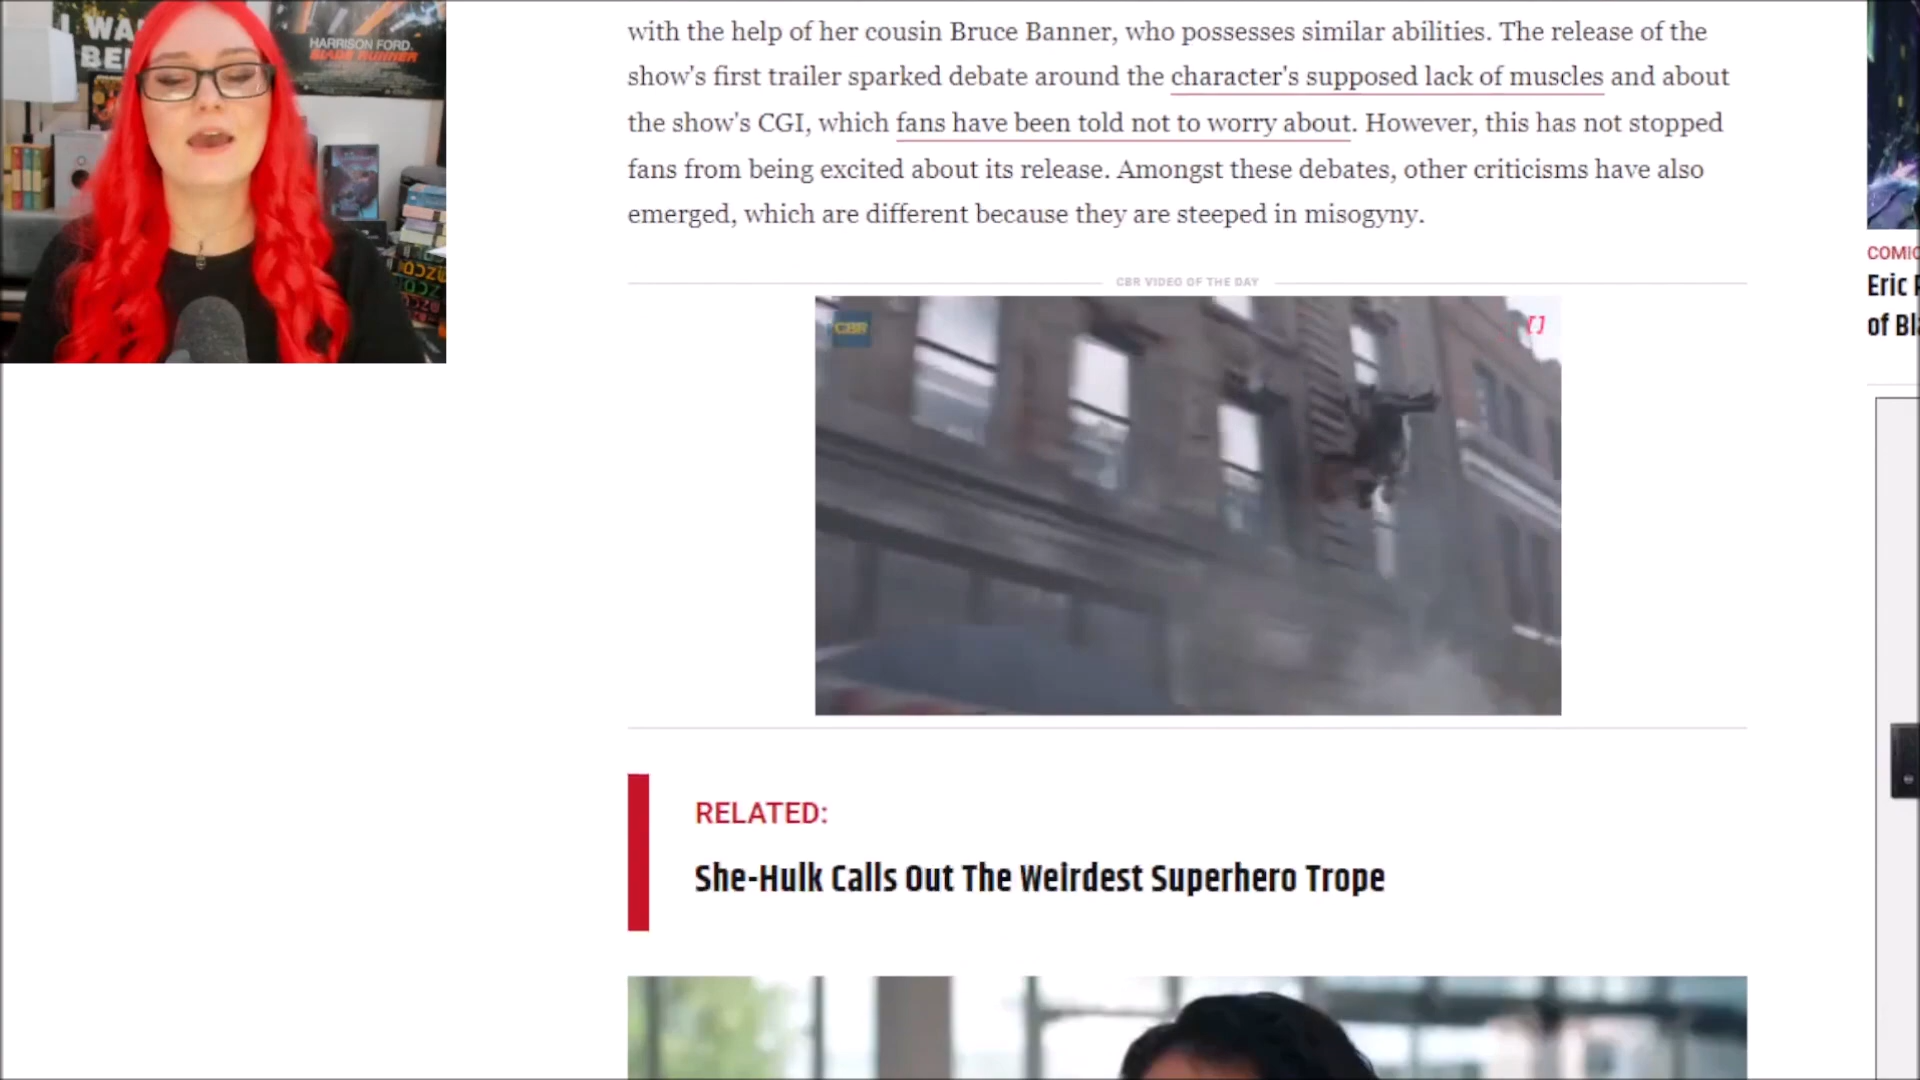 WA
BE
HARRISON FORD.
BLADE RUNNER
with the help of her cousin Bruce Banner, who possesses similar abilities. The release of the
show's first trailer sparked debate around the character's supposed lack of muscles and about
the show's CGI, which fans have been told not to worry about. However, this has not stopped
fans from being excited about its release. Amongst these debates, other criticisms have also
emerged, which are different because they are steeped in misogyny.
CBR VIDEO OF THE DAY
CBR
RELATED:
She-Hulk Calls Out The Weirdest Superhero Trope
COMIC
Eric
of Bl